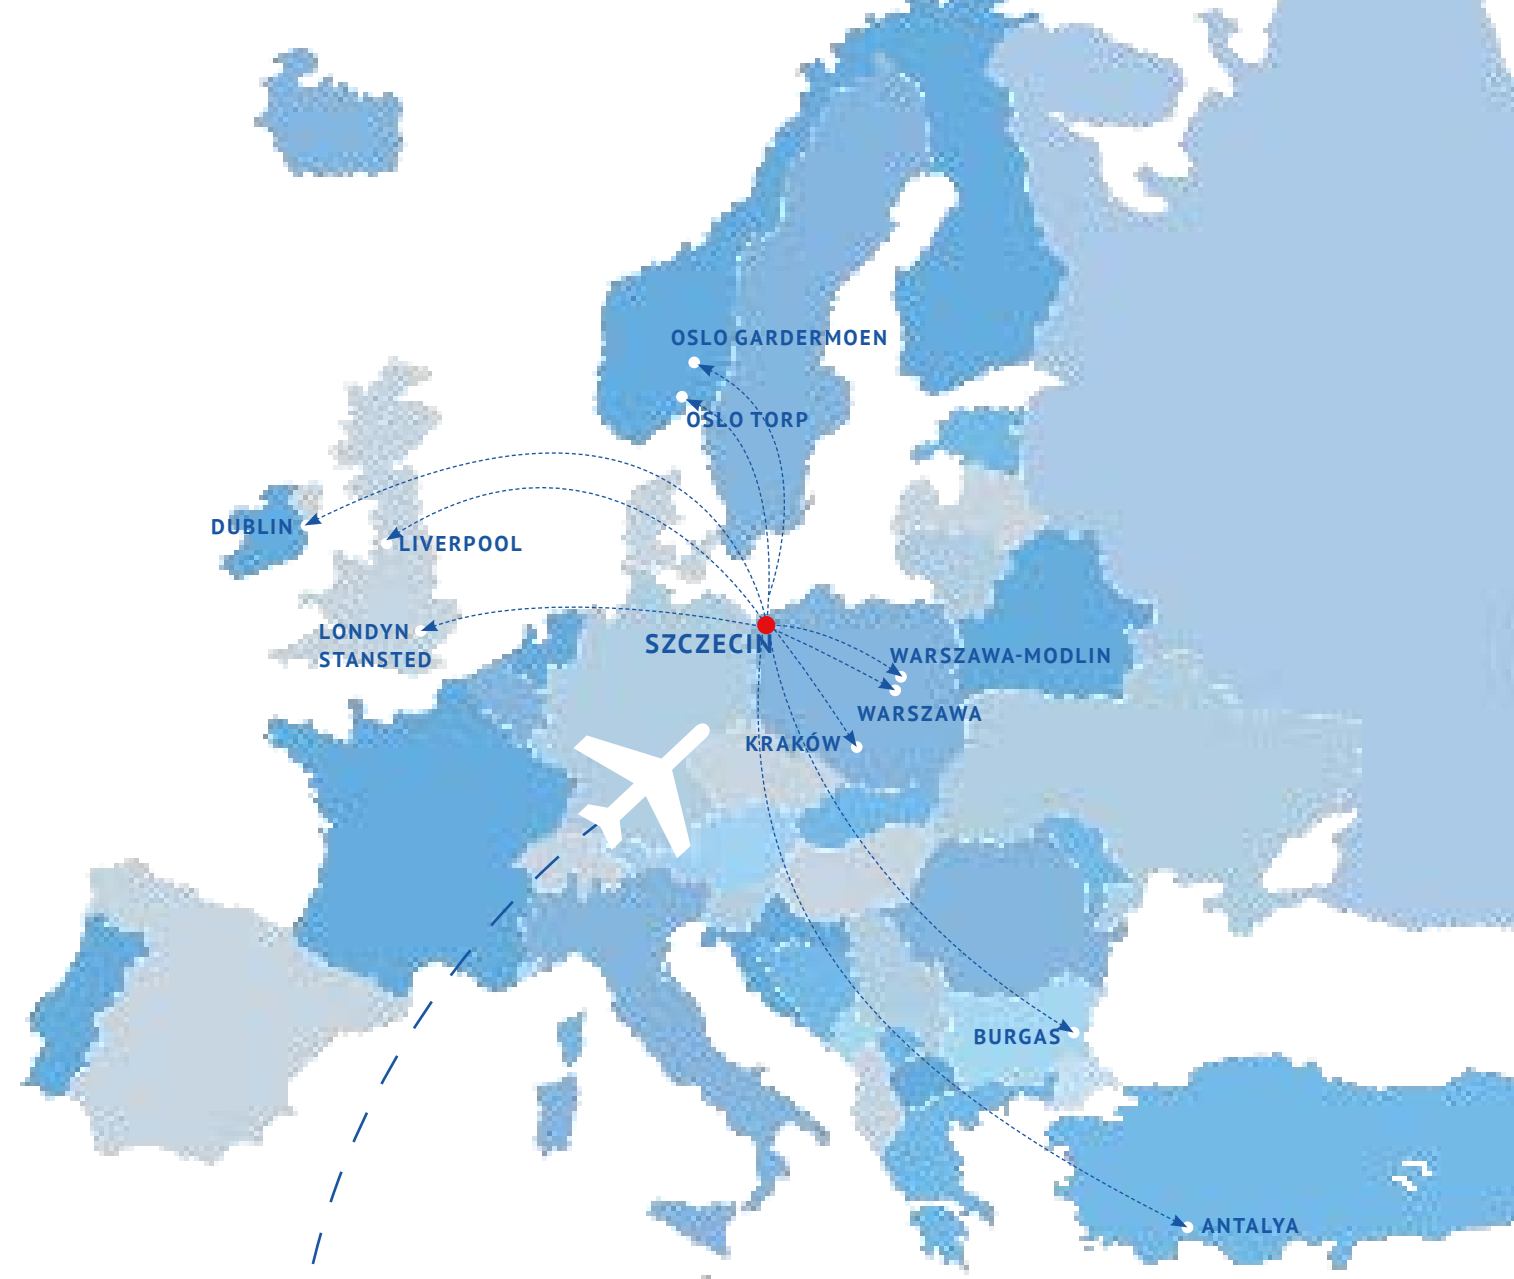 OSLO GARDERMOEN
OSLO TORP
DUBLIN
LIVERPOOL
LONDYN
STANSTED
SZCZECIN
WARSZAWA-MODLIN
WARSZAWA
KRAKÓW
BURGAS
ANTALYA